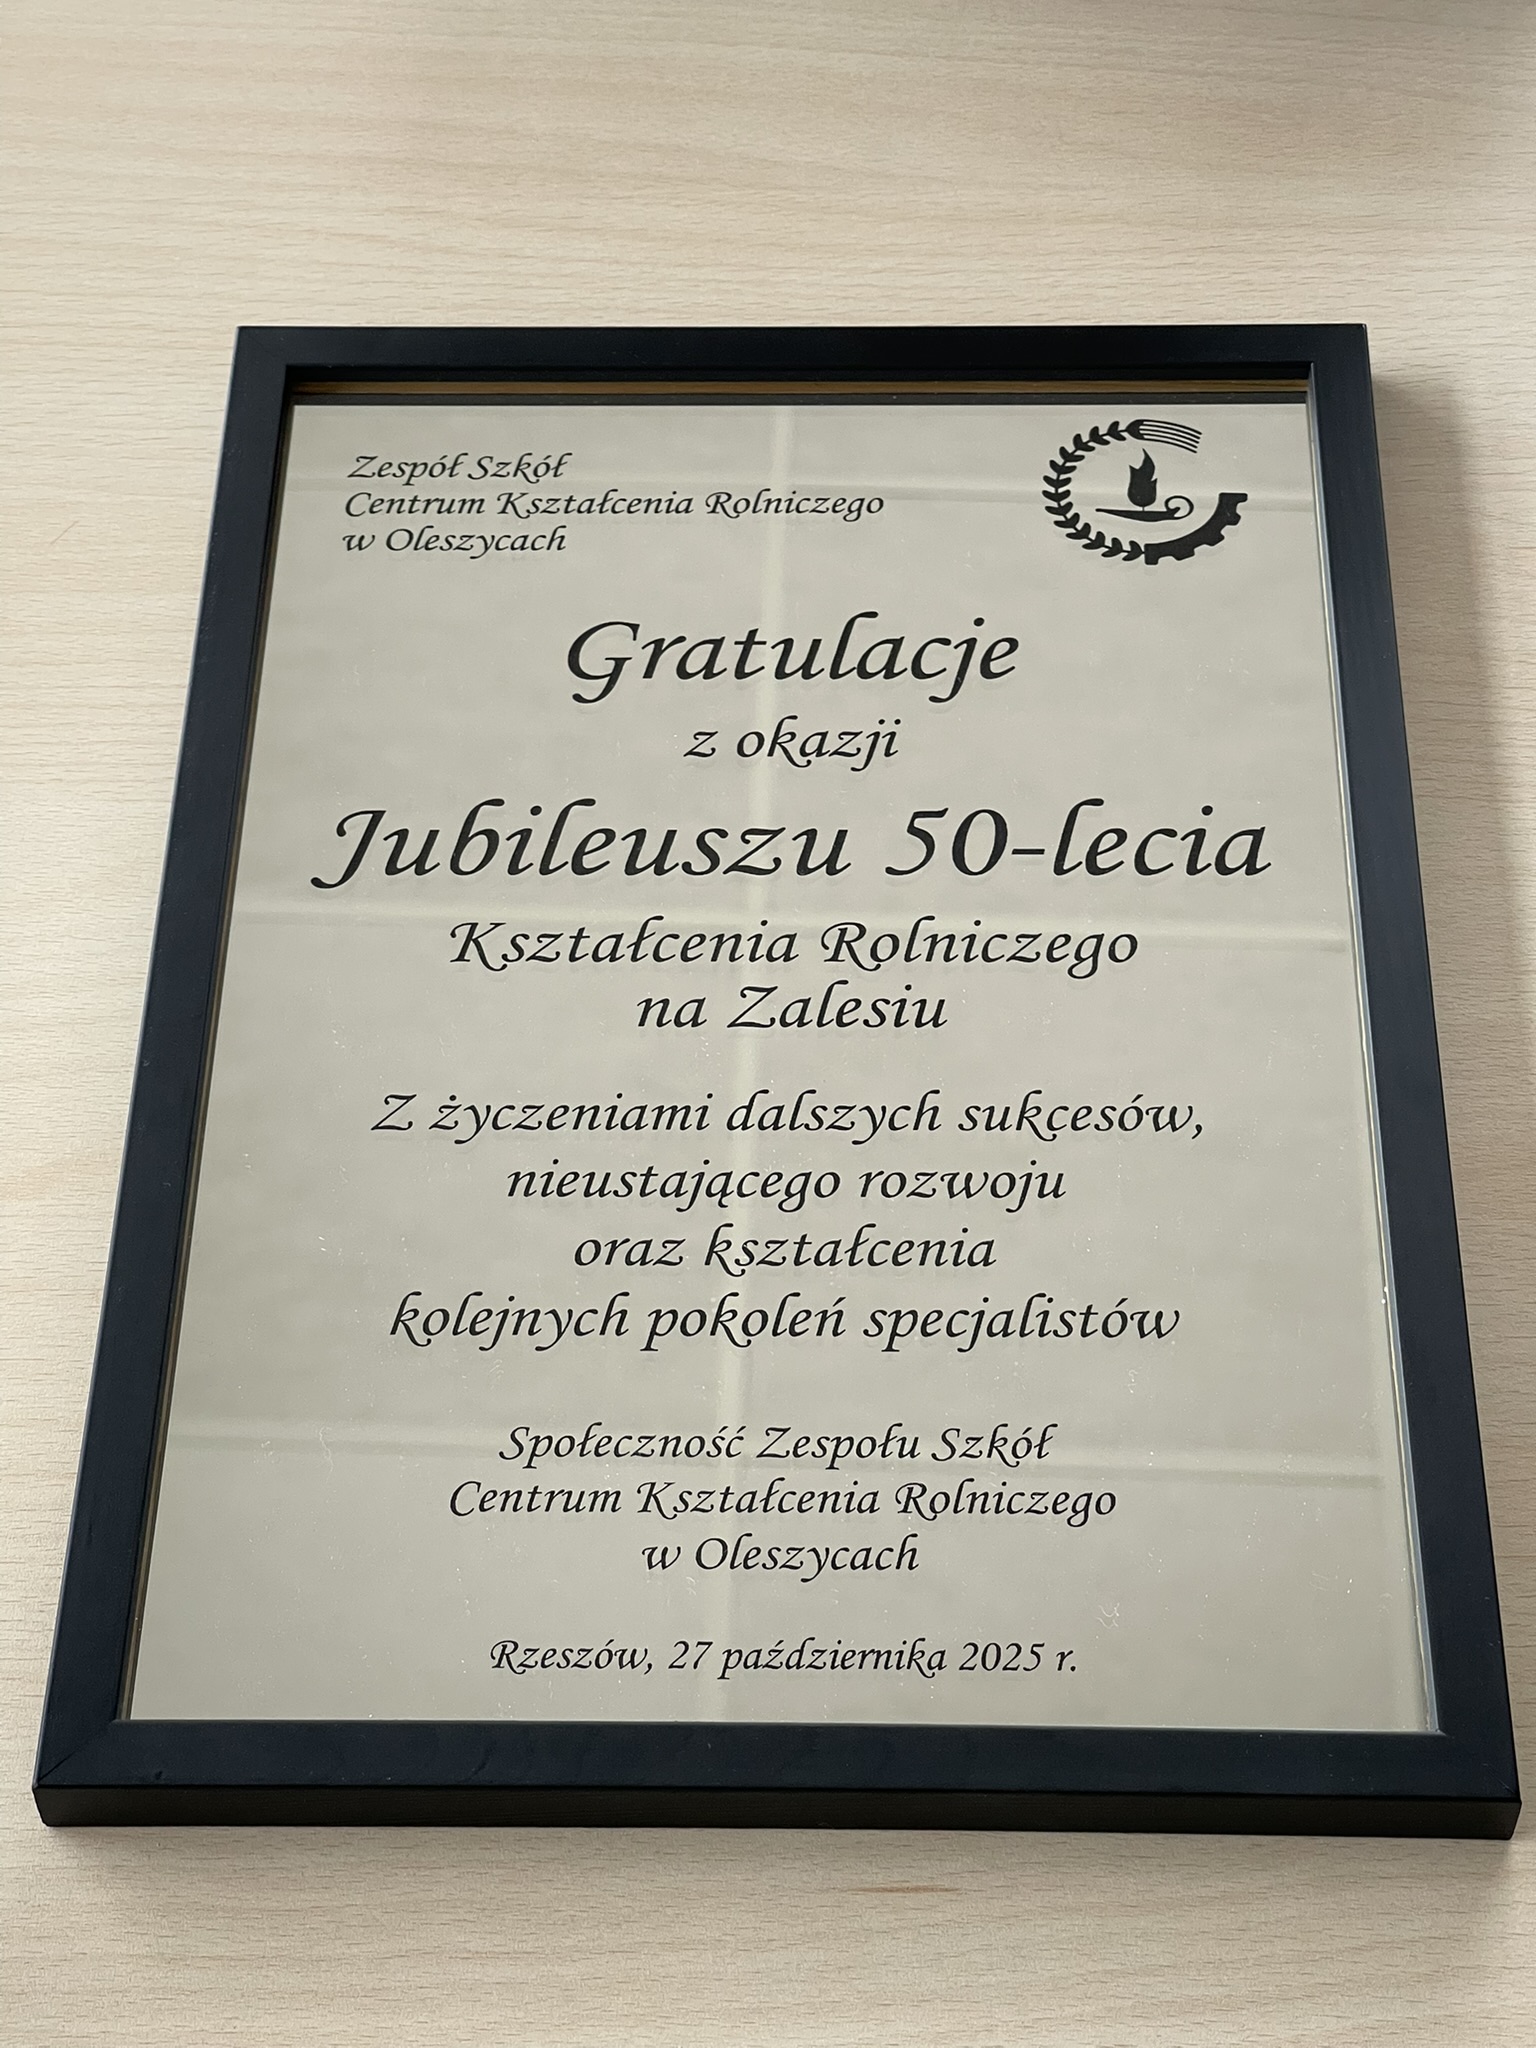 Zespół Szkół
Centrum Kształcenia Rolniczego
w Oleszycach
Gratulacje
z okazji
Jubileuszu 50-lecia
Kształcenia Rolniczego
na Zalesiu
Z życzeniami dalszych sukcesów,
nieustającego rozwoju
oraz kształcenia
kolejnych pokoleń specjalistów
Społeczność Zespołu Szkół
Centrum Kształcenia Rolniczego
w Oleszycach
Rzeszów, 27 października 2025 r.